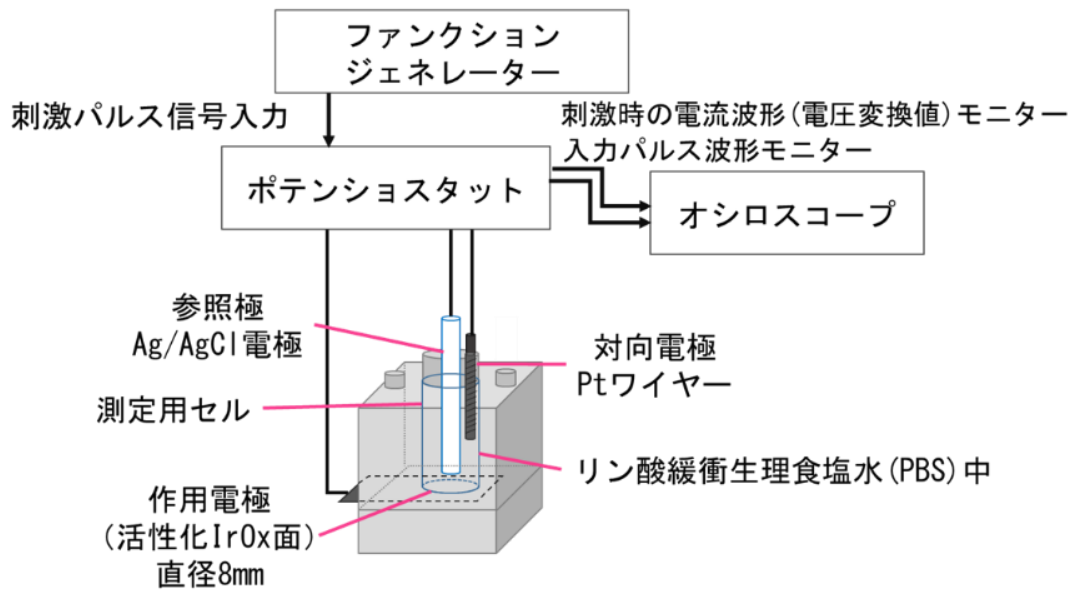 ファンクション
ジェネレーター
刺激パルス信号入力
刺激時の電流波形(電圧変換値)モニター
入力パルス波形モニター
ポテンショスタット
オシロスコープ
参照極
Ag/AgCl電極
対向電極
Ptワイヤー
測定用セル
リン酸緩衝生理食塩水(PBS)中
作用電極
(活性化IrOx面)
直径8mm